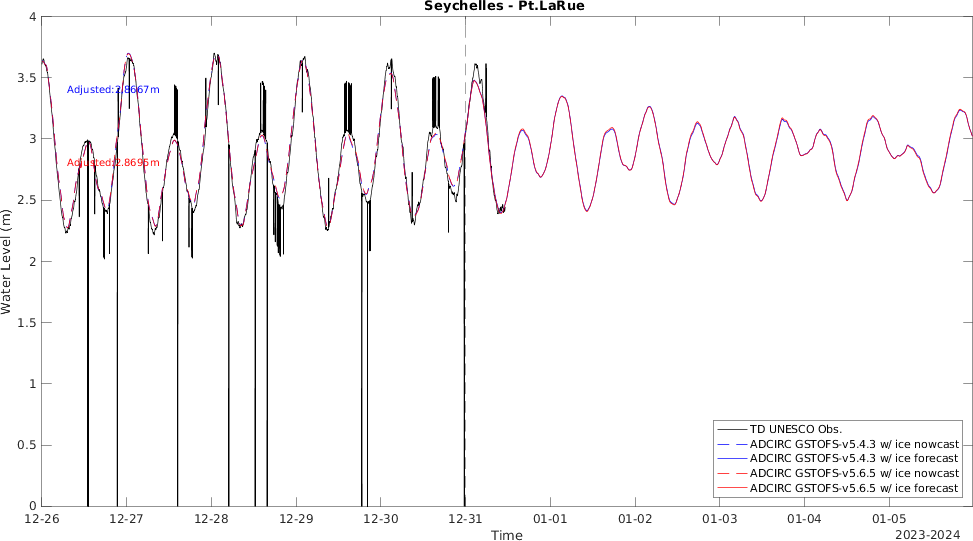 Seychelles - Pt.LaRue
4
3.5
3
2.5
2
1.5
1
0.5
0
Water Level (m)
Adjusted:2.8667m
Adjusted:2.8695m
TD UNESCO Obs.
ADCIRC GSTOFS-v5.4.3 w/ ice nowcast
ADCIRC GSTOFS-v5.4.3 w/ ice forecast
ADCIRC GSTOFS-v5.6.5 w/ ice nowcast
ADCIRC GSTOFS-v5.6.5 w/ ice forecast
12-26 12-27 12-28 12-29 12-30 12-31 01-01 01-02 01-03 01-04 01-05
Time
2023-2024